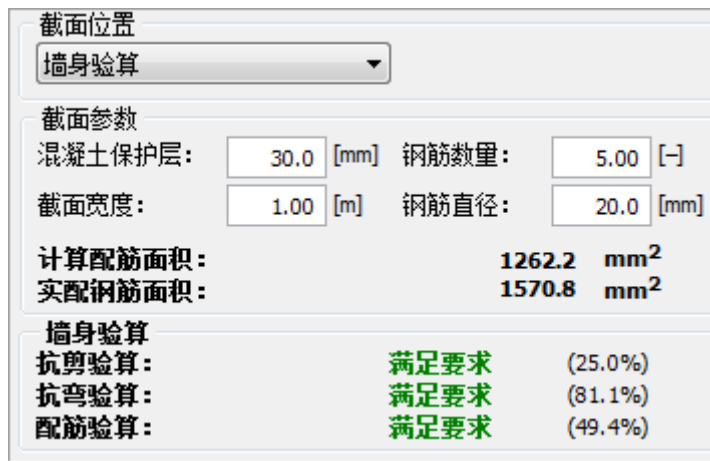 截面位置
墙身验算
截面参数
混凝土保护层： 30.0 [mm] 钢筋数量： 5.00 [–]
截面宽度： 1.00 [m] 钢筋直径： 20.0 [mm]
计算配筋面积： 1262.2 mm²
实配钢筋面积： 1570.8 mm²
墙身验算
抗剪验算： 满足要求 (25.0%)
抗弯验算： 满足要求 (81.1%)
配筋验算： 满足要求 (49.4%)